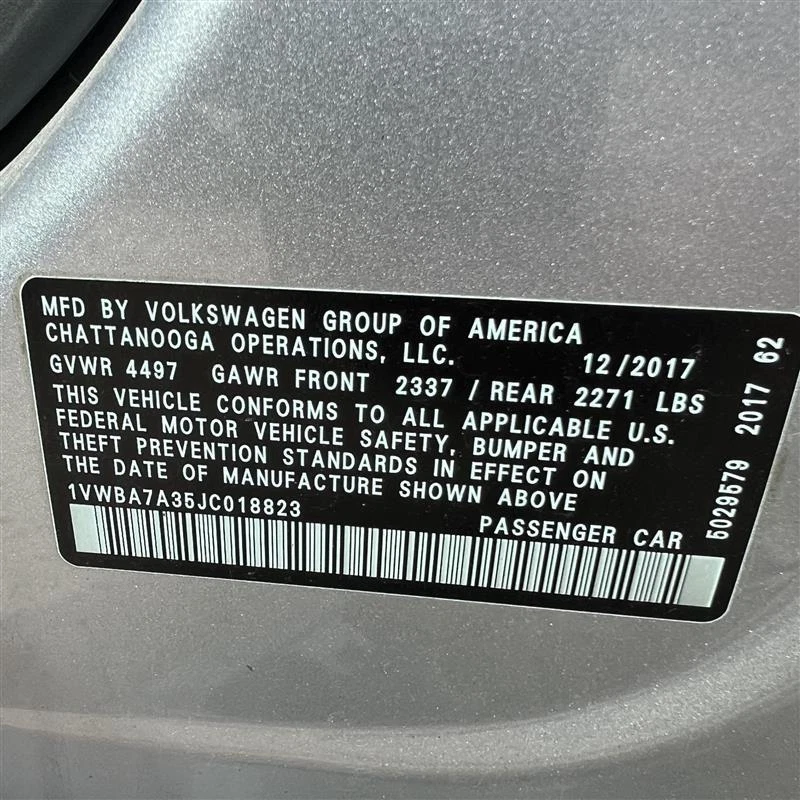 MFD BY VOLKSWAGEN GROUP OF AMERICA
CHATTANOOGA OPERATIONS, LLC. 12/2017
GVWR 4497 GAWR FRONT 2337 / REAR 2271 LBS
THIS VEHICLE CONFORMS TO ALL APPLICABLE U.S.
FEDERAL MOTOR VEHICLE SAFETY, BUMPER AND
THEFT PREVENTION STANDARDS IN EFFECT ON
THE DATE OF MANUFACTURE SHOWN ABOVE
1VWBA7A35JC018823 PASSENGER CAR
5029579 2017 62